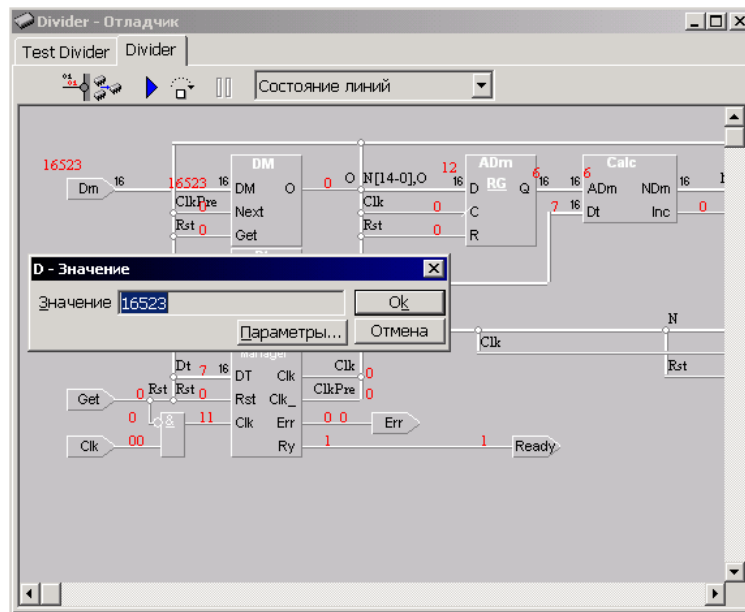 Divider - Отладчик
Test Divider Divider
Состояние линий
16523
Dm 16
16523 16 DM
DM O 0 O
ClkPre 0 Next
Rst 0 Get
N[14-0],O 12 16 D
ADm
RG Q 6 16
Clk 0 C
Rst 0 R
Calc
6 16 ADm NDm 16
7 16 Dt Inc 0
D - Значение
Значение 16523 Ok
Параметры... Отмена
N
Clk
Rst
Manager
Dt 7 16 DT Clk Clk 0
Get 0 Rst Rst 0 Rst Clk_ ClkPre 0
0 & 11 Clk Err 0 0 Err
Clk 00 Ry 1 1 Ready